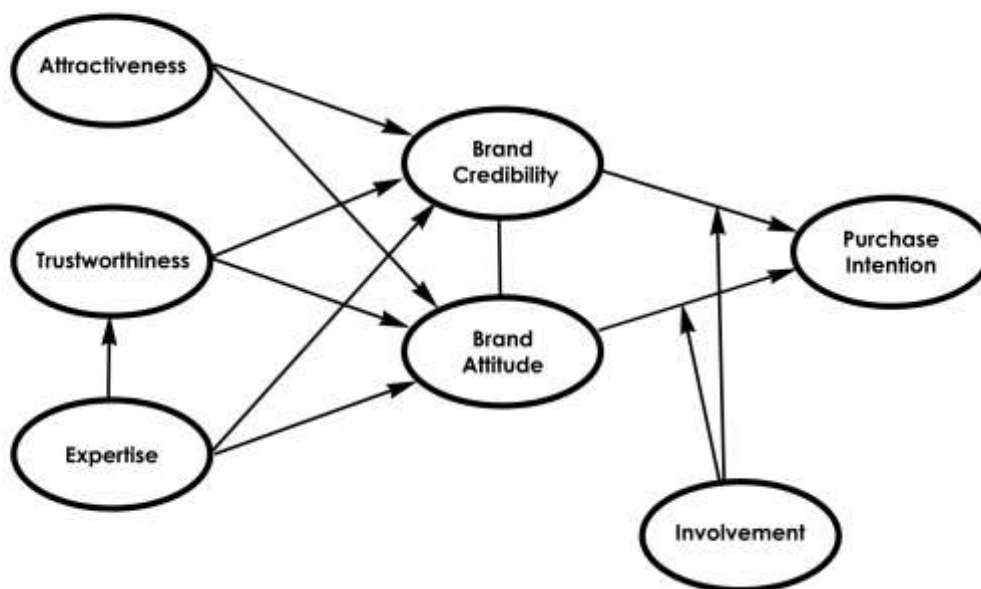 Attractiveness
Brand
Credibility
Trustworthiness
Purchase
Intention
Brand
Attitude
Expertise
Involvement